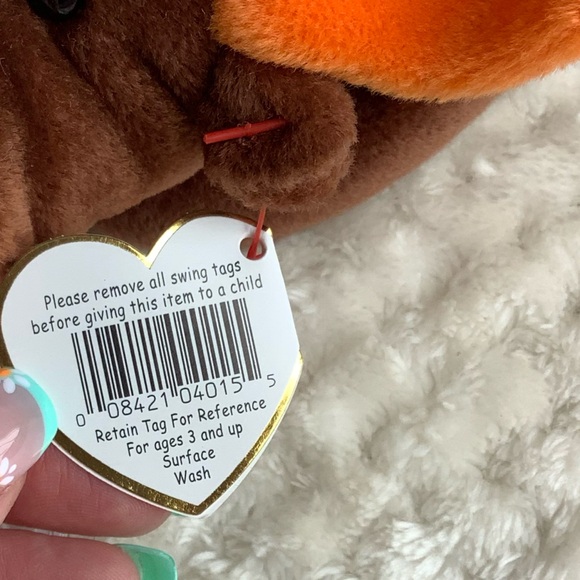 Please remove all swing tags
before giving this item to a child
0 08421 04015 5
Retain Tag For Reference
For ages 3 and up
Surface
Wash